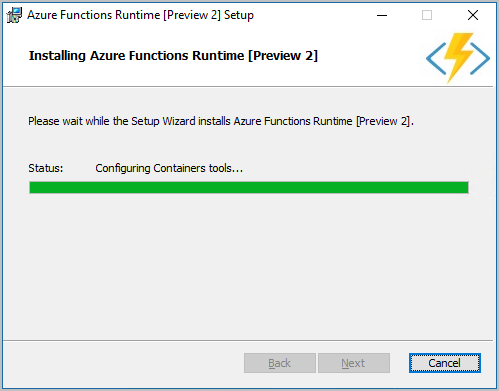 Azure Functions Runtime [Preview 2] Setup
Installing Azure Functions Runtime [Preview 2]
Please wait while the Setup Wizard installs Azure Functions Runtime [Preview 2].
Status: Configuring Containers tools...
Back Next Cancel